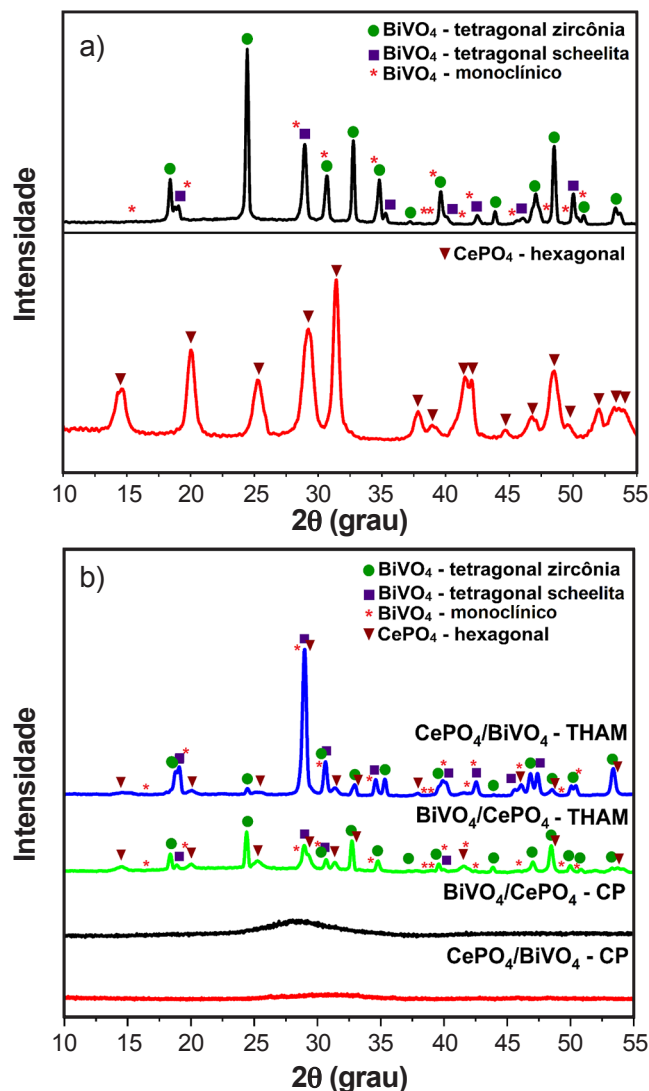 a)
BiVO₄ - tetragonal zircônia
BiVO₄ - tetragonal scheelita
* BiVO₄ - monoclínico
CePO₄ - hexagonal
Intensidade
10 15 20 25 30 35 40 45 50 55
2θ (grau)
b)
BiVO₄ - tetragonal zircônia
BiVO₄ - tetragonal scheelita
* BiVO₄ - monoclínico
CePO₄ - hexagonal
CePO₄/BiVO₄ - THAM
BiVO₄/CePO₄ - THAM
BiVO₄/CePO₄ - CP
CePO₄/BiVO₄ - CP
Intensidade
10 15 20 25 30 35 40 45 50 55
2θ (grau)